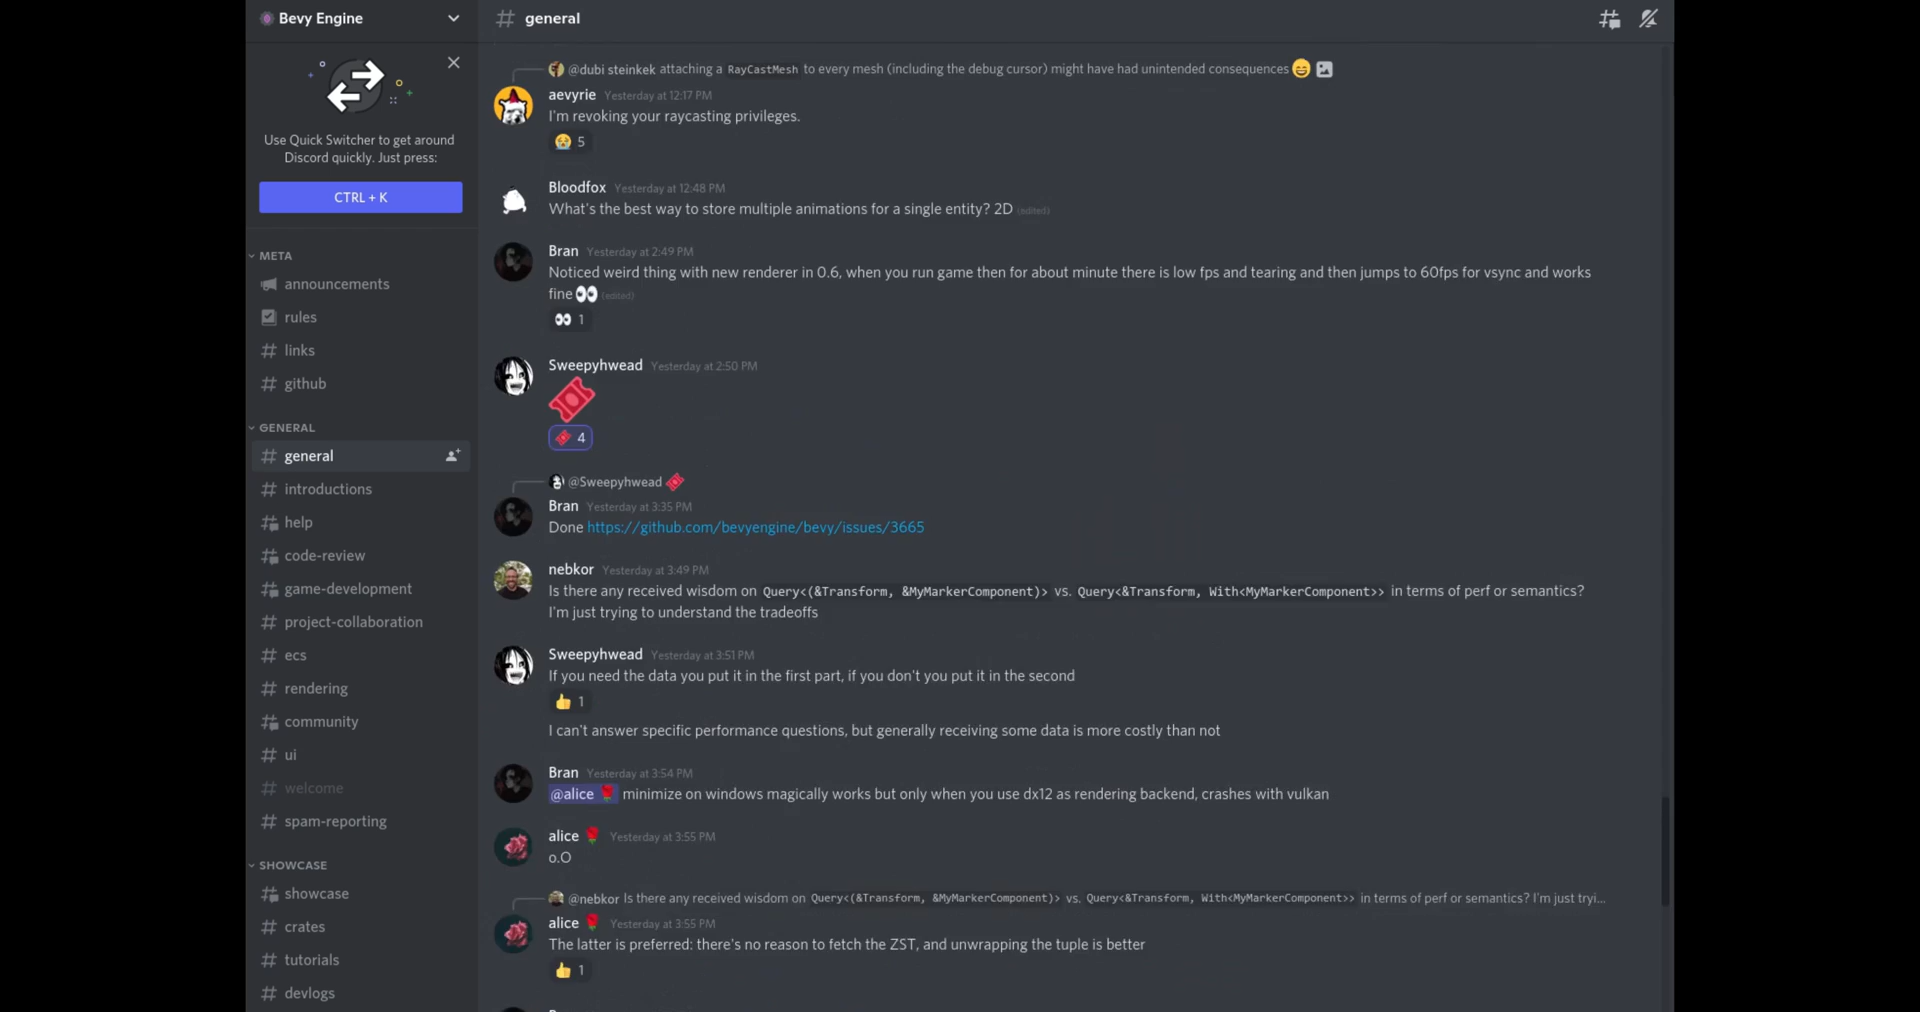 Bevy Engine
general
Use Quick Switcher to get around
Discord quickly. Just press:
CTRL + K
META
announcements
rules
links
github
GENERAL
general
introductions
help
code-review
game-development
project-collaboration
ecs
rendering
community
ui
welcome
spam-reporting
SHOWCASE
showcase
crates
tutorials
devlogs
@dubi steinkek attaching a RayCastMesh to every mesh (including the debug cursor) might have had unintended consequences
aevyrie Yesterday at 12:17 PM
I'm revoking your raycasting privileges.
5
Bloodfox Yesterday at 12:48 PM
What's the best way to store multiple animations for a single entity? 2D (edited)
Bran Yesterday at 2:49 PM
Noticed weird thing with new renderer in 0.6, when you run game then for about minute there is low fps and tearing and then jumps to 60fps for vsync and works
fine (edited)
1
Sweepyhwead Yesterday at 2:50 PM
4
@Sweepyhwead
Bran Yesterday at 3:35 PM
Done https://github.com/bevyengine/bevy/issues/3665
nebkor Yesterday at 3:49 PM
Is there any received wisdom on Query<(&Transform, &MyMarkerComponent)> vs. Query<&Transform, With<MyMarkerComponent>> in terms of perf or semantics?
I'm just trying to understand the tradeoffs
Sweepyhwead Yesterday at 3:51 PM
If you need the data you put it in the first part, if you don't you put it in the second
1
I can't answer specific performance questions, but generally receiving some data is more costly than not
Bran Yesterday at 3:54 PM
@alice minimize on windows magically works but only when you use dx12 as rendering backend, crashes with vulkan
alice Yesterday at 3:55 PM
o.O
@nebkor Is there any received wisdom on Query<(&Transform, &MyMarkerComponent)> vs. Query<&Transform, With<MyMarkerComponent>> in terms of perf or semantics? I'm just tryi...
alice Yesterday at 3:55 PM
The latter is preferred: there's no reason to fetch the ZST, and unwrapping the tuple is better
1